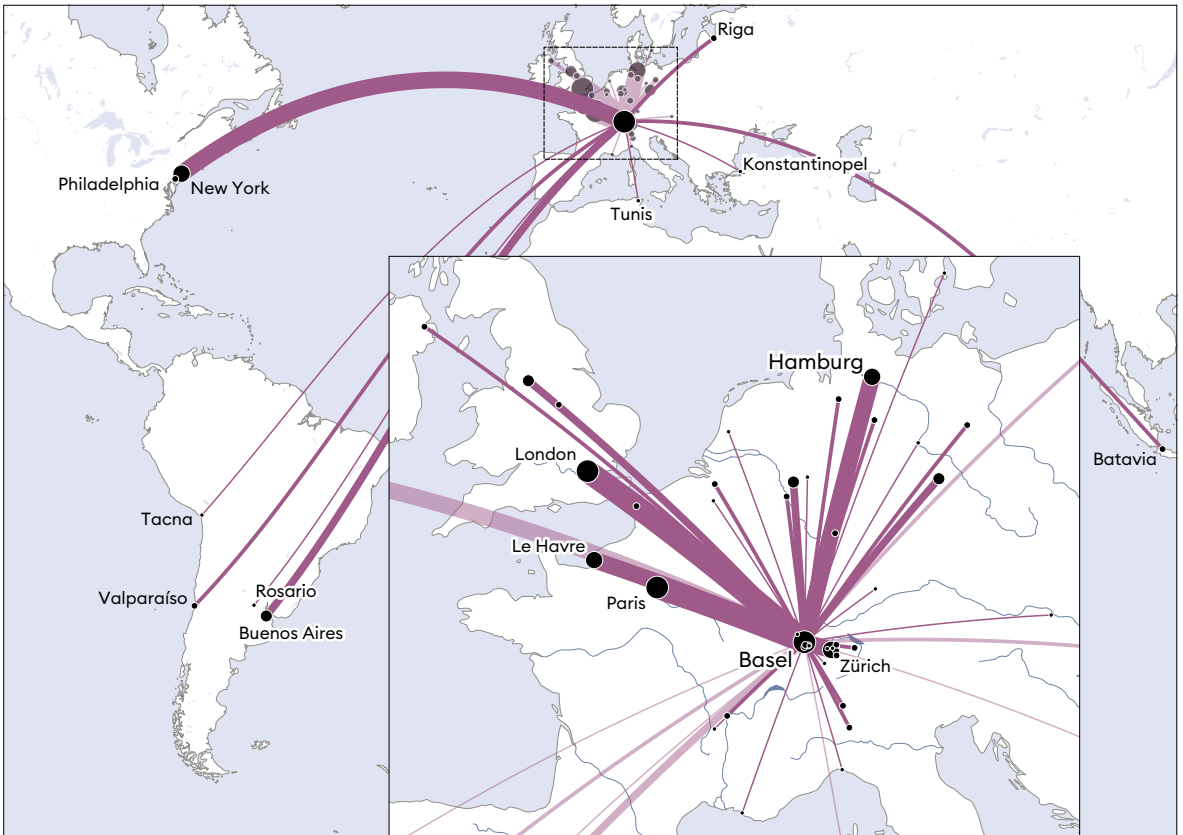 Riga
Konstantinopel
Philadelphia
New York
Tunis
Hamburg
London
Batavia
Tacna
Le Havre
Rosario
Valparaíso
Paris
Buenos Aires
Basel
Zürich